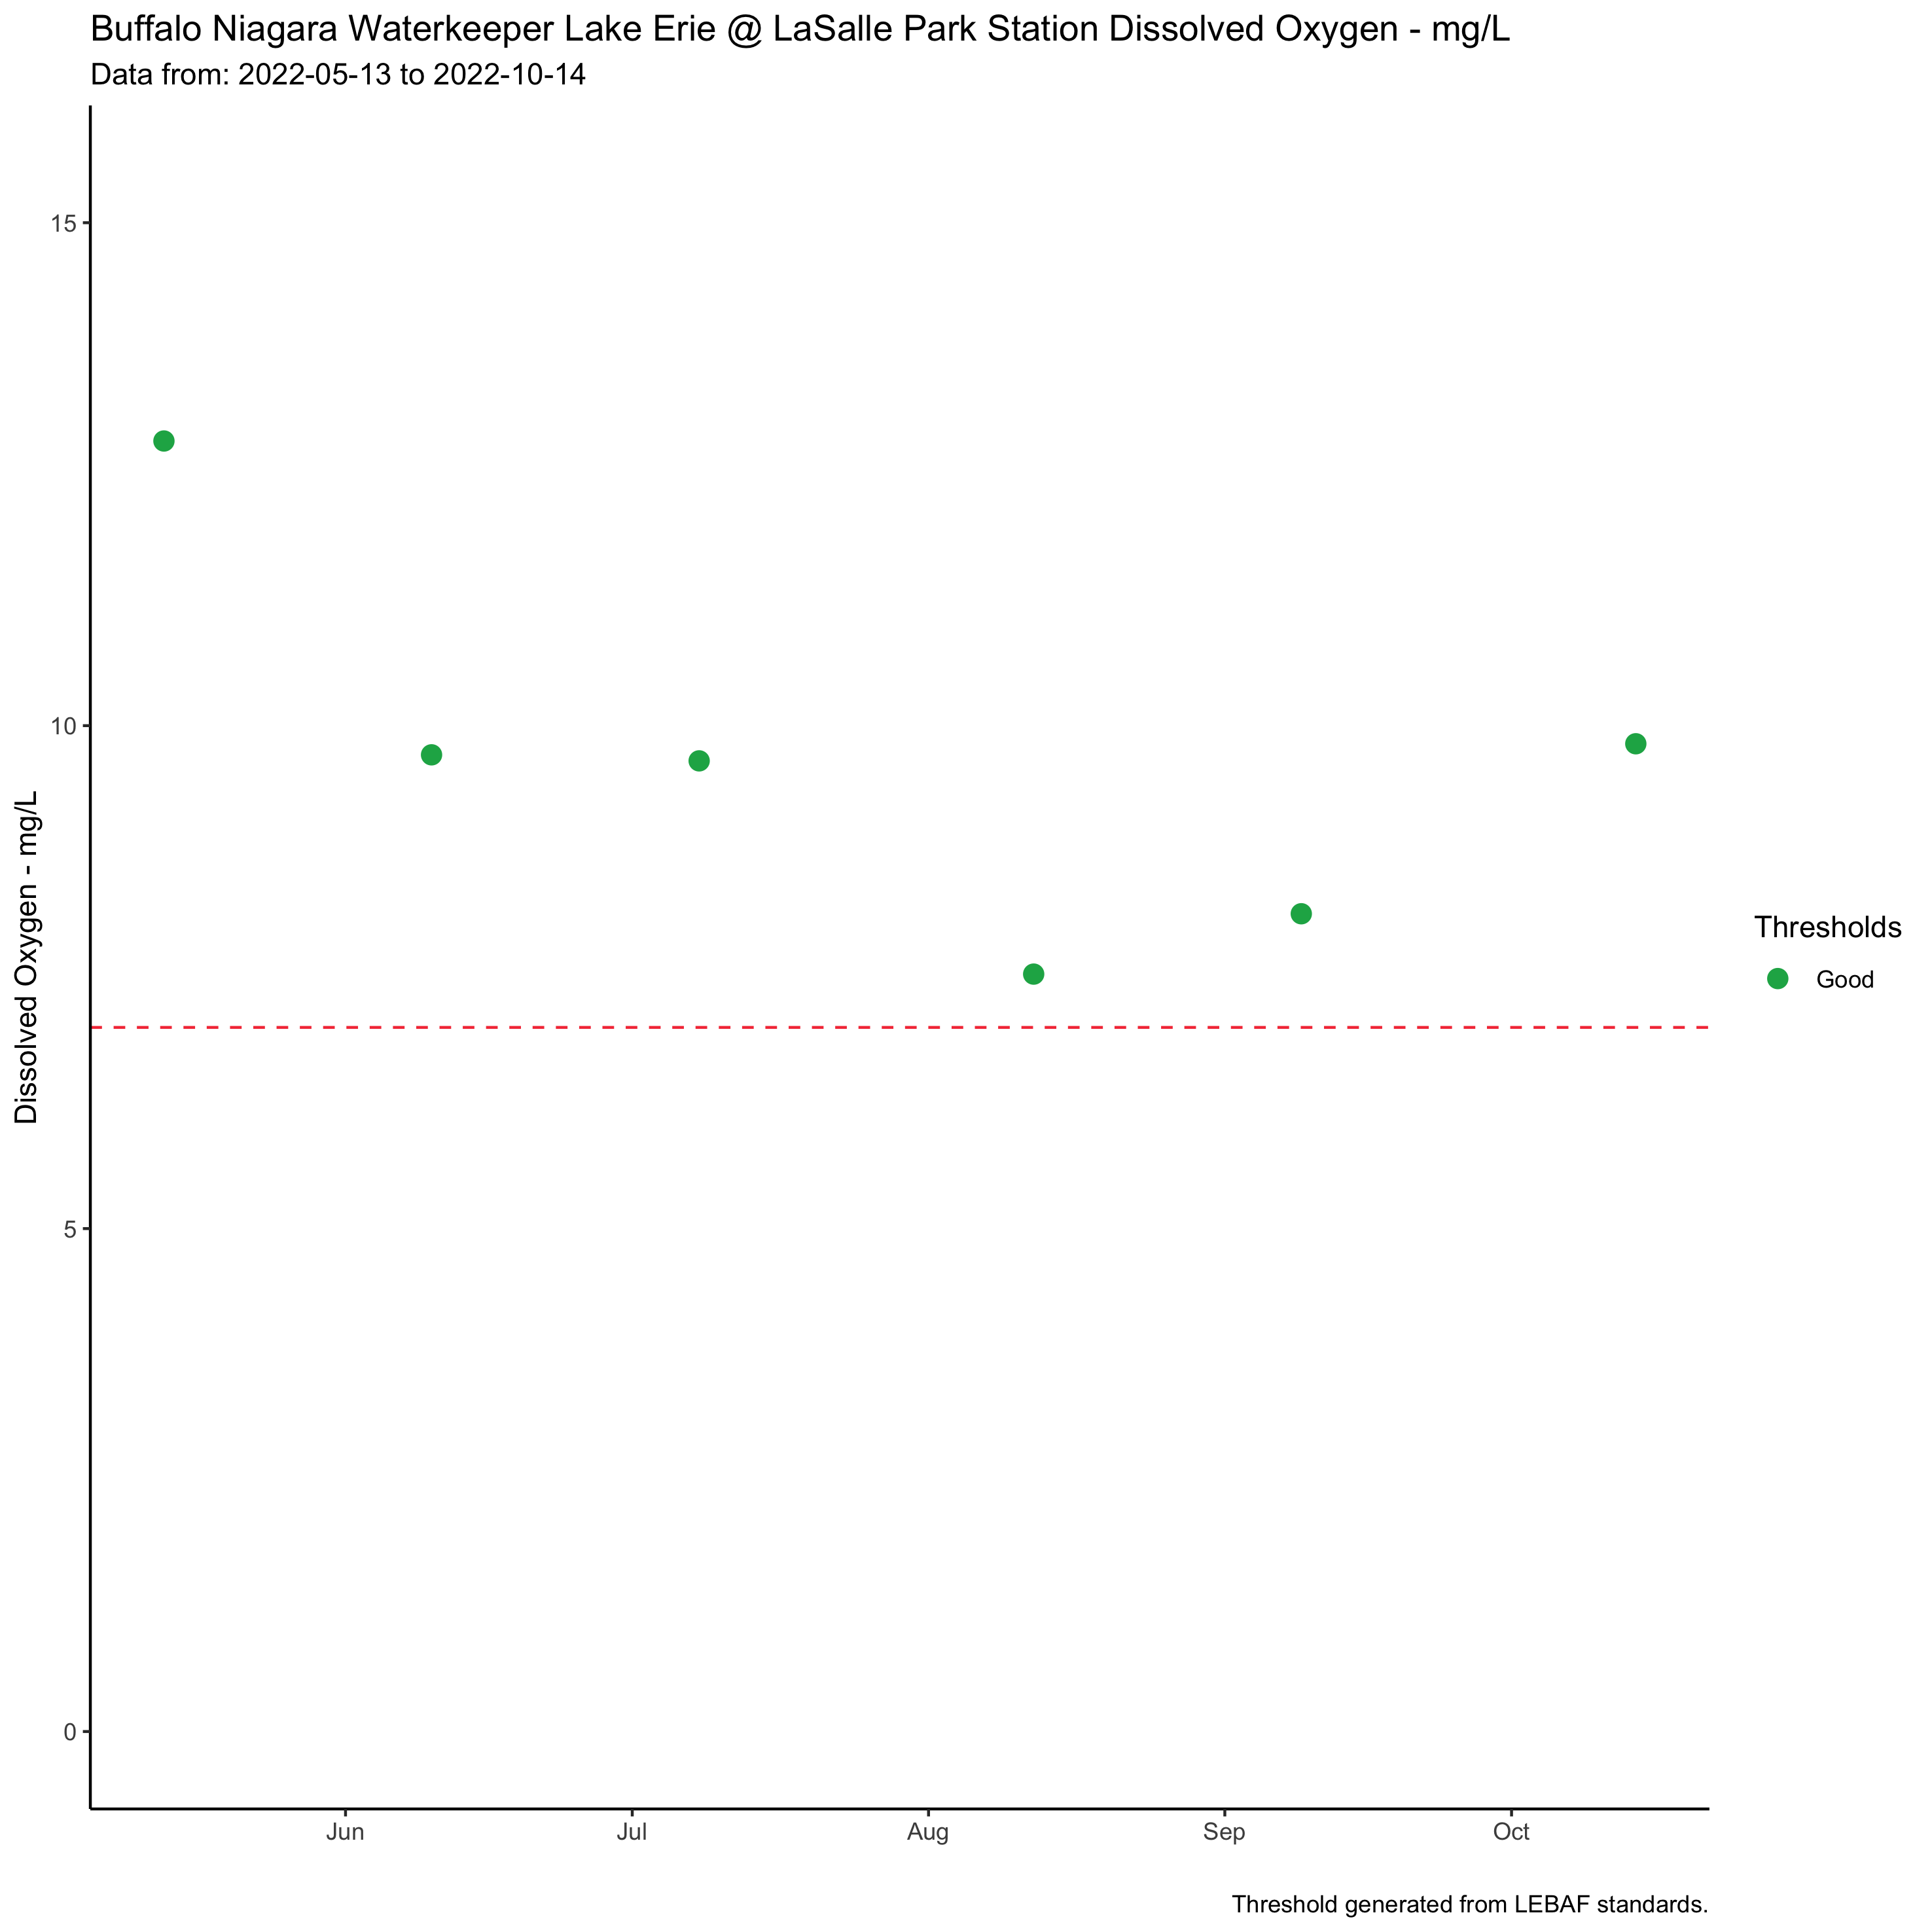 Buffalo Niagara Waterkeeper Lake Erie @ LaSalle Park Station Dissolved Oxygen - mg/L
Data from: 2022-05-13 to 2022-10-14
Dissolved Oxygen - mg/L
15
10
5
0
Jun
Jul
Aug
Sep
Oct
Thresholds
Good
Threshold generated from LEBAF standards.